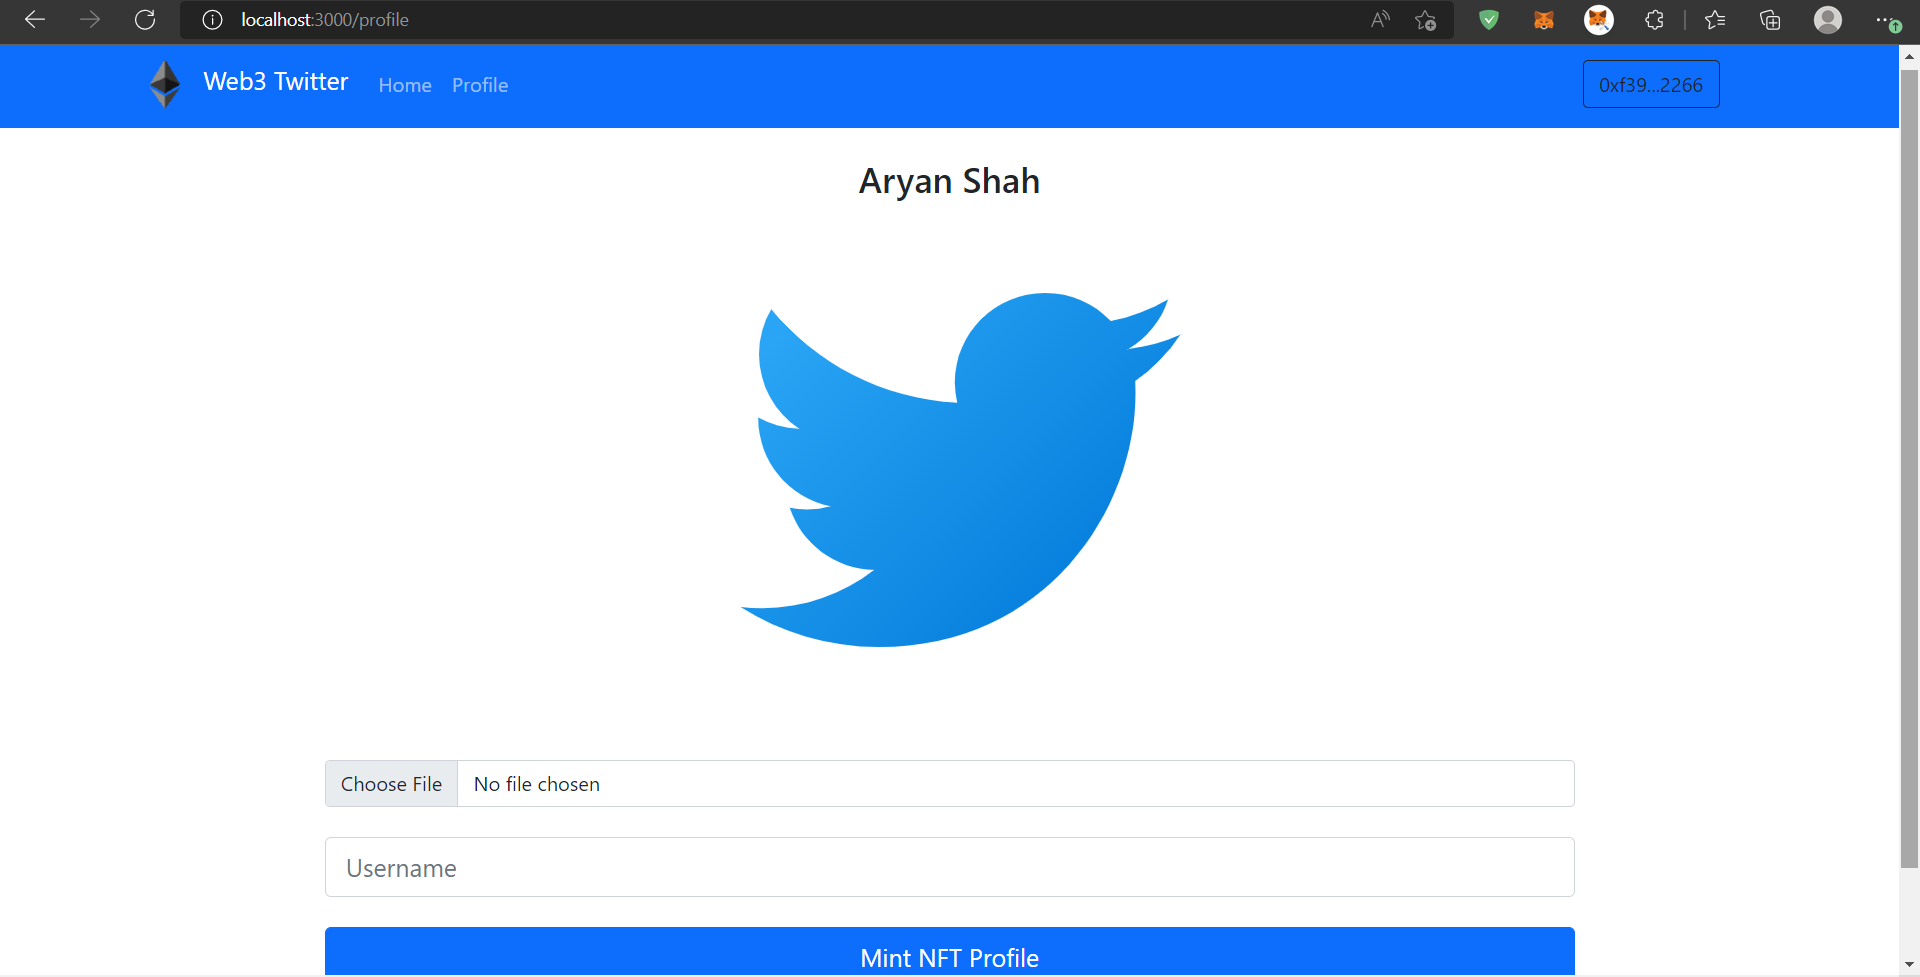 localhost:3000/profile
Web3 Twitter Home Profile 0xf39...2266
Aryan Shah
Choose File No file chosen
Username
Mint NFT Profile